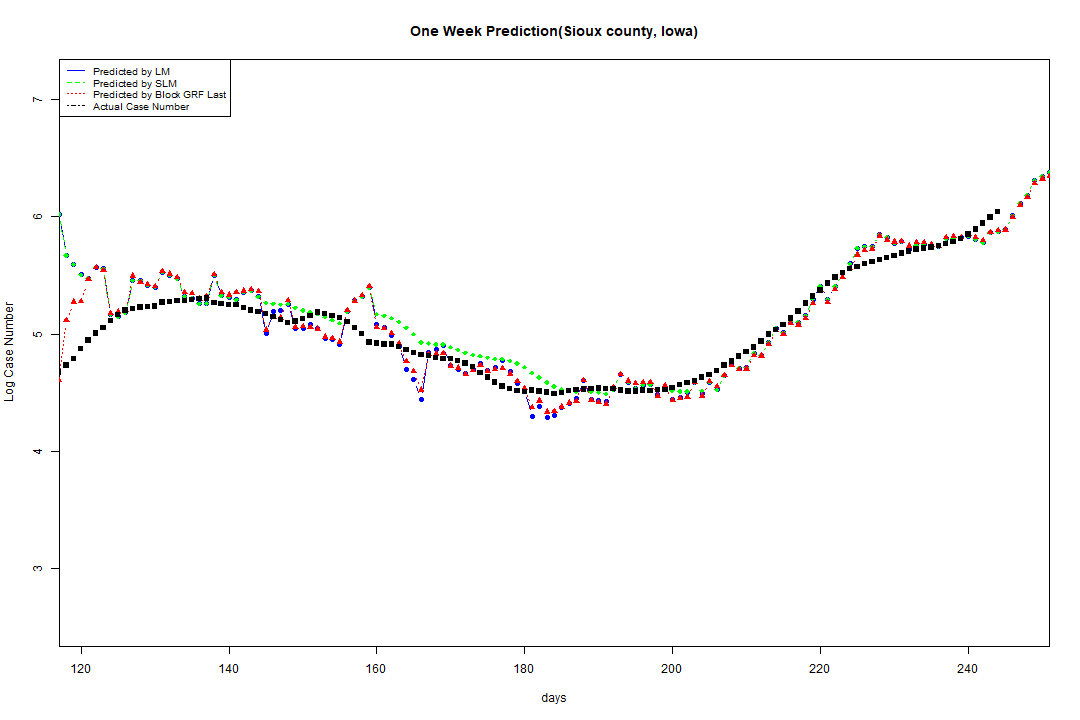 One Week Prediction(Sioux county, Iowa)
Predicted by LM
Predicted by SLM
Predicted by Block GRF Last
Actual Case Number
7
6
5
4
3
Log Case Number
120 140 160 180 200 220 240
days